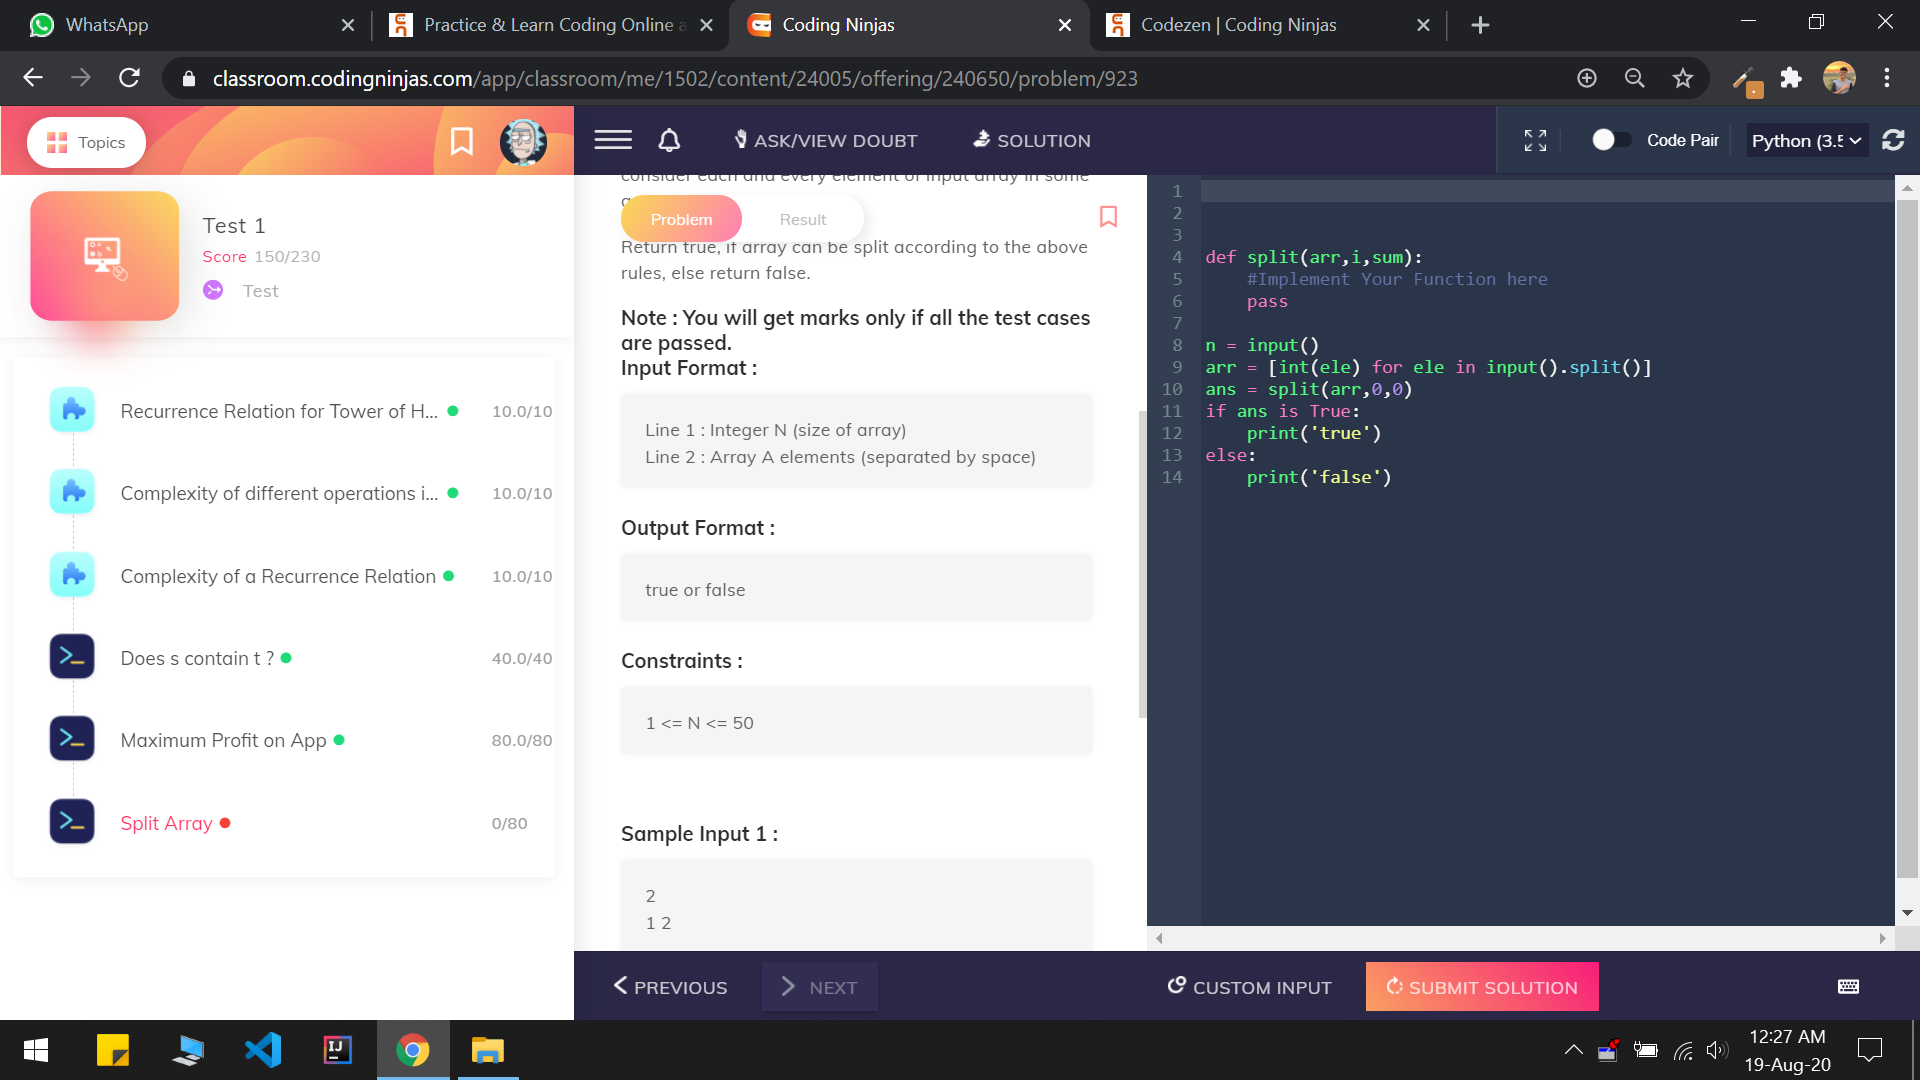 WhatsApp
Practice & Learn Coding Online a
Coding Ninjas
Codezen | Coding Ninjas
classroom.codingninjas.com/app/classroom/me/1502/content/24005/offering/240650/problem/923
Topics
ASK/VIEW DOUBT
SOLUTION
Code Pair
Python (3.5
Test 1
Score 150/230
Test
Recurrence Relation for Tower of H... 10.0/10
Complexity of different operations i... 10.0/10
Complexity of a Recurrence Relation 10.0/10
Does s contain t ? 40.0/40
Maximum Profit on App 80.0/80
Split Array 0/80
consider each and every element of input array in some
Problem
Result
Return true, if array can be split according to the above
rules, else return false.
Note : You will get marks only if all the test cases
are passed.
Input Format :
Line 1 : Integer N (size of array)
Line 2 : Array A elements (separated by space)
Output Format :
true or false
Constraints :
1 <= N <= 50
Sample Input 1 :
2
1 2
1
2
3
4 def split(arr,i,sum):
5 #Implement Your Function here
6 pass
7
8 n = input()
9 arr = [int(ele) for ele in input().split()]
10 ans = split(arr,0,0)
11 if ans is True:
12 print('true')
13 else:
14 print('false')
PREVIOUS
NEXT
CUSTOM INPUT
SUBMIT SOLUTION
IJ
12:27 AM
19-Aug-20